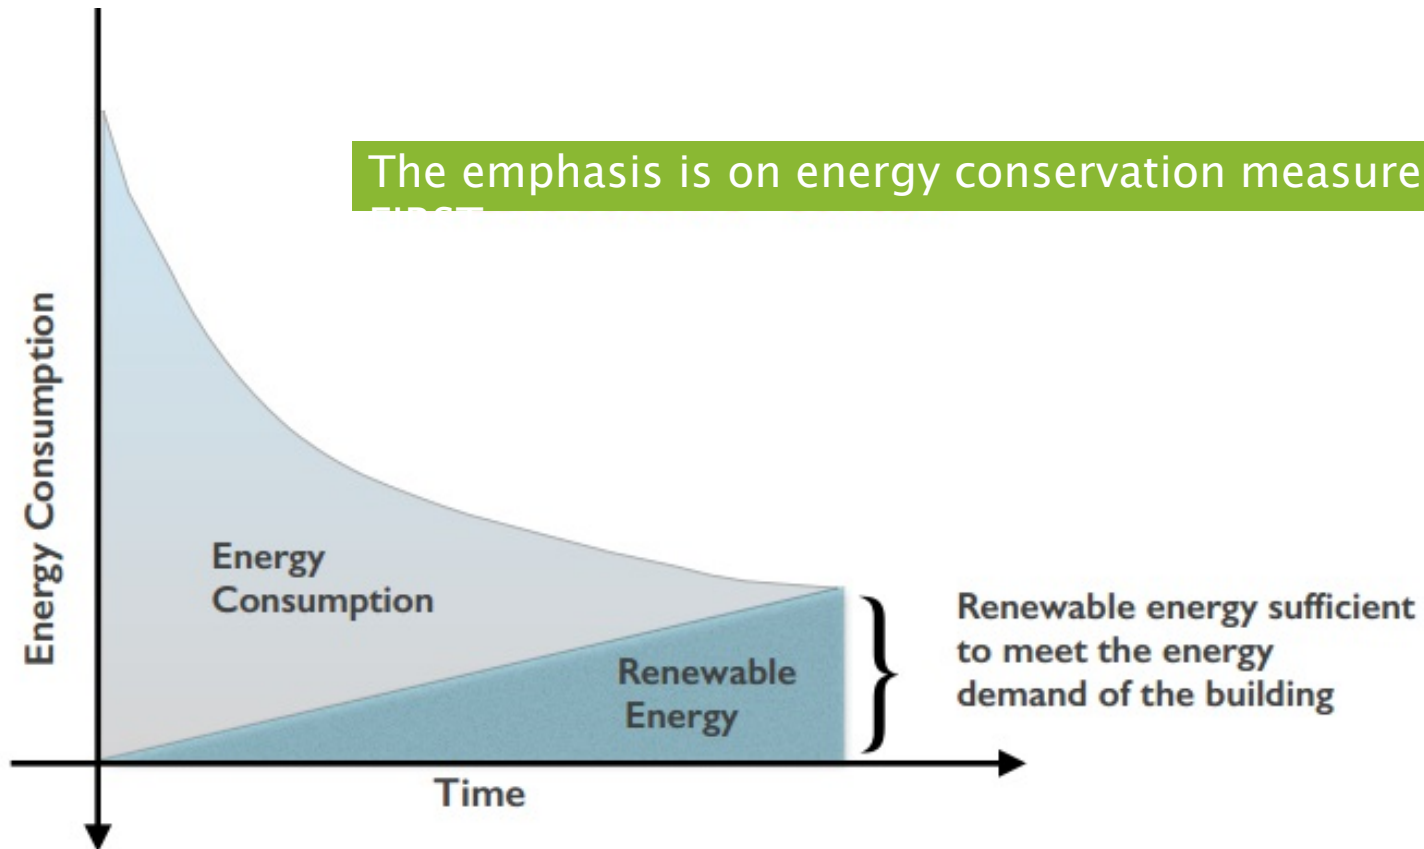 The emphasis is on energy conservation measure
FIRST
Energy Consumption
Energy
Consumption
Renewable
Energy
Renewable energy sufficient
to meet the energy
demand of the building
Time